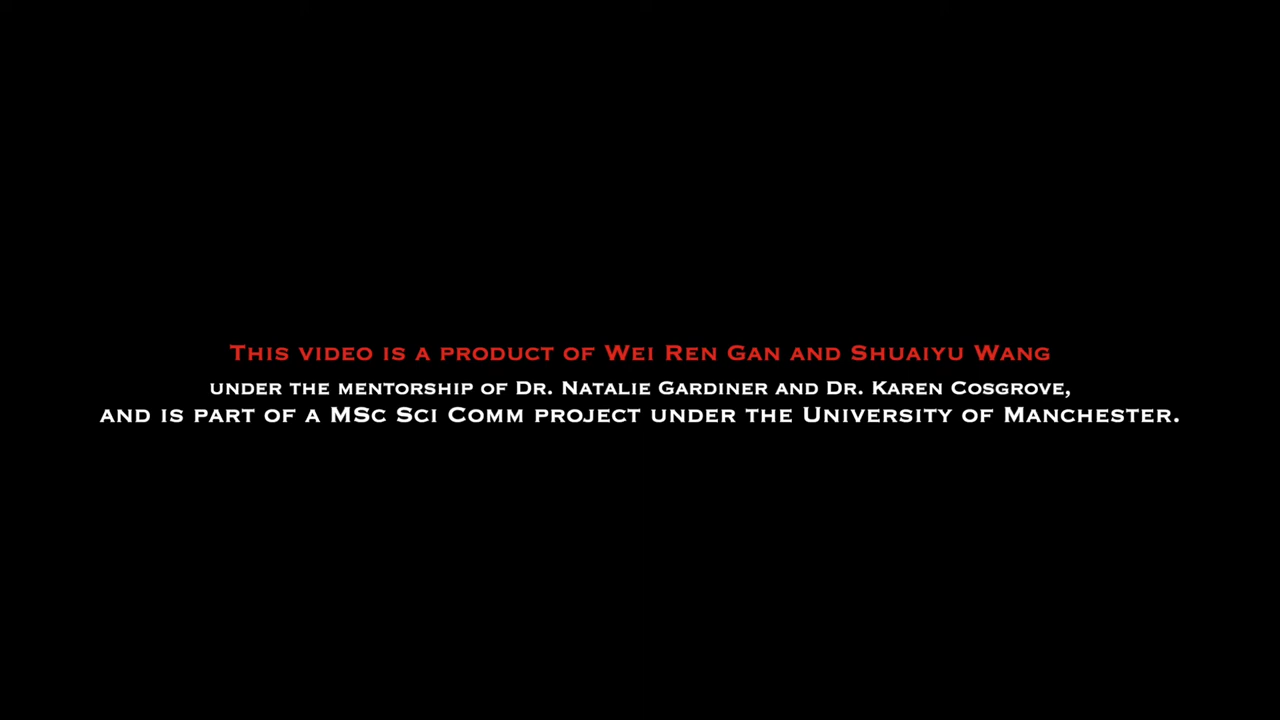 This video is a product of Wei Ren Gan and Shuaiyu Wang
under the mentorship of Dr. Natalie Gardiner and Dr. Karen Cosgrove,
and is part of a MSc Sci Comm project under the University of Manchester.